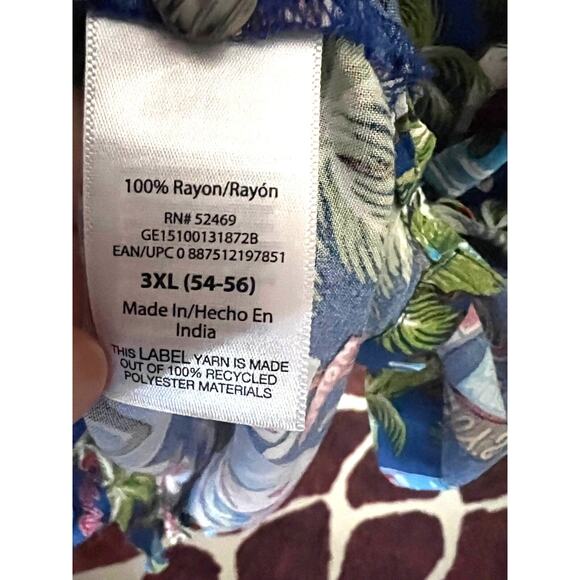 100% Rayon/Rayón
RN# 52469
GE15100131872B
EAN/UPC 0 887512197851
3XL (54-56)
Made In/Hecho En
India
THIS LABEL YARN IS MADE
OUT OF 100% RECYCLED
POLYESTER MATERIALS